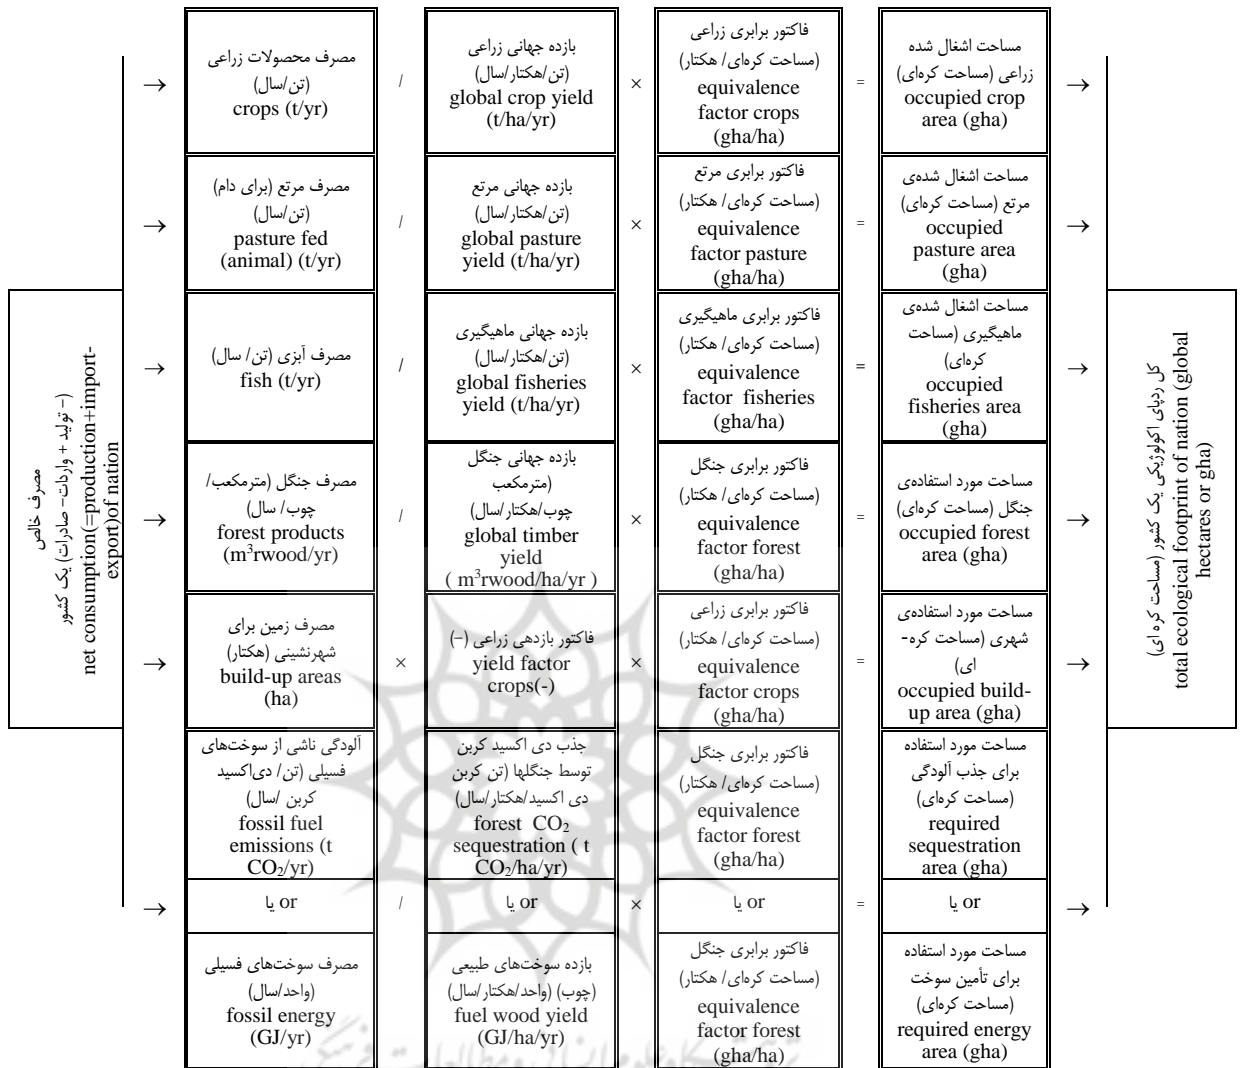 مصرف خالص
(– تولید + واردات- صادرات) یک کشور
net consumption(=production+import-
export)of nation
→
مصرف محصولات زراعی
(تن/سال)
crops (t/yr)
/
بازده جهانی زراعی
(تن/هکتار/سال)
global crop yield
(t/ha/yr)
×
فاکتور برابری زراعی
(مساحت کره‌ای/ هکتار)
equivalence
factor crops
(gha/ha)
=
مساحت اشغال شده
زراعی (مساحت کره‌ای)
occupied crop
area (gha)
→
→
مصرف مرتع (برای دام)
(تن/سال)
pasture fed
(animal) (t/yr)
/
بازده جهانی مرتع
(تن/هکتار/سال)
global pasture
yield (t/ha/yr)
×
فاکتور برابری مرتع
(مساحت کره‌ای/ هکتار)
equivalence
factor pasture
(gha/ha)
=
مساحت اشغال شده‌ی
مرتع (مساحت کره‌ای)
occupied
pasture area
(gha)
→
→
مصرف آبزی (تن/ سال)
fish (t/yr)
/
بازده جهانی ماهیگیری
(تن/هکتار/سال)
global fisheries
yield (t/ha/yr)
×
فاکتور برابری ماهیگیری
(مساحت کره‌ای/ هکتار)
equivalence
factor fisheries
(gha/ha)
=
مساحت اشغال شده‌ی
ماهیگیری (مساحت
کره‌ای)
occupied
fisheries area
(gha)
→
→
مصرف جنگل (مترمکعب/
چوب/ سال)
forest products
(m³rwood/yr)
/
بازده جهانی جنگل
(مترمکعب
چوب/هکتار/سال)
global timber
yield
( m³rwood/ha/yr )
×
فاکتور برابری جنگل
(مساحت کره‌ای/ هکتار)
equivalence
factor forest
(gha/ha)
=
مساحت مورد استفاده‌ی
جنگل (مساحت کره‌ای)
occupied forest
area (gha)
→
→
مصرف زمین برای
شهرنشینی (هکتار)
build-up areas
(ha)
×
فاکتور بازدهی زراعی (–)
yield factor
crops(-)
×
فاکتور برابری زراعی
(مساحت کره‌ای/ هکتار)
equivalence
factor crops
(gha/ha)
=
مساحت مورد استفاده‌ی
شهری (مساحت کره-
ای)
occupied build-
up area (gha)
→
آلودگی ناشی از سوخت‌های
فسیلی (تن/ دی‌اکسید
کربن /سال)
fossil fuel
emissions (t
CO₂/yr)
جذب دی اکسید کربن
توسط جنگلها (تن کربن
دی اکسید/هکتار/سال)
forest CO₂
sequestration ( t
CO₂/ha/yr)
فاکتور برابری جنگل
(مساحت کره‌ای/ هکتار)
equivalence
factor forest
(gha/ha)
مساحت مورد استفاده
برای جذب آلودگی
(مساحت کره‌ای)
required
sequestration
area (gha)
→
یا or
/
یا or
×
یا or
=
یا or
→
مصرف سوخت‌های فسیلی
(واحد/سال)
fossil energy
(GJ/yr)
بازده سوخت‌های طبیعی
(چوب) (واحد/هکتار/سال)
fuel wood yield
(GJ/ha/yr)
فاکتور برابری جنگل
(مساحت کره‌ای/ هکتار)
equivalence
factor forest
(gha/ha)
مساحت مورد استفاده
برای تأمین سوخت
(مساحت کره‌ای)
required energy
area (gha)
کل ردپای اکولوژیکی یک کشور (مساحت کره ای)
total ecological footprint of nation (global
hectares or gha)
پژوهشگاه علوم انسانی و مطالعات فرهنگی